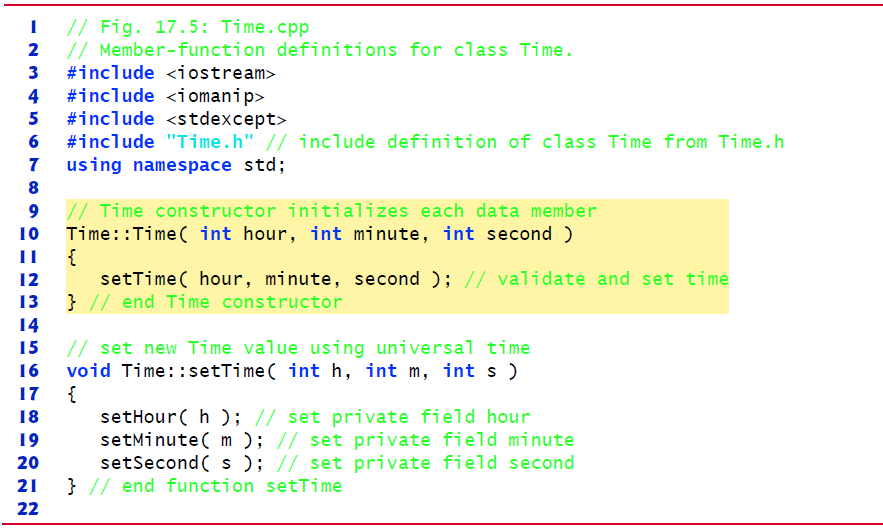 1 // Fig. 17.5: Time.cpp
2 // Member-function definitions for class Time.
3 #include <iostream>
4 #include <iomanip>
5 #include <stdexcept>
6 #include "Time.h" // include definition of class Time from Time.h
7 using namespace std;
8
9 // Time constructor initializes each data member
10 Time::Time( int hour, int minute, int second )
11 {
12    setTime( hour, minute, second ); // validate and set time
13 } // end Time constructor
14
15 // set new Time value using universal time
16 void Time::setTime( int h, int m, int s )
17 {
18    setHour( h ); // set private field hour
19    setMinute( m ); // set private field minute
20    setSecond( s ); // set private field second
21 } // end function setTime
22